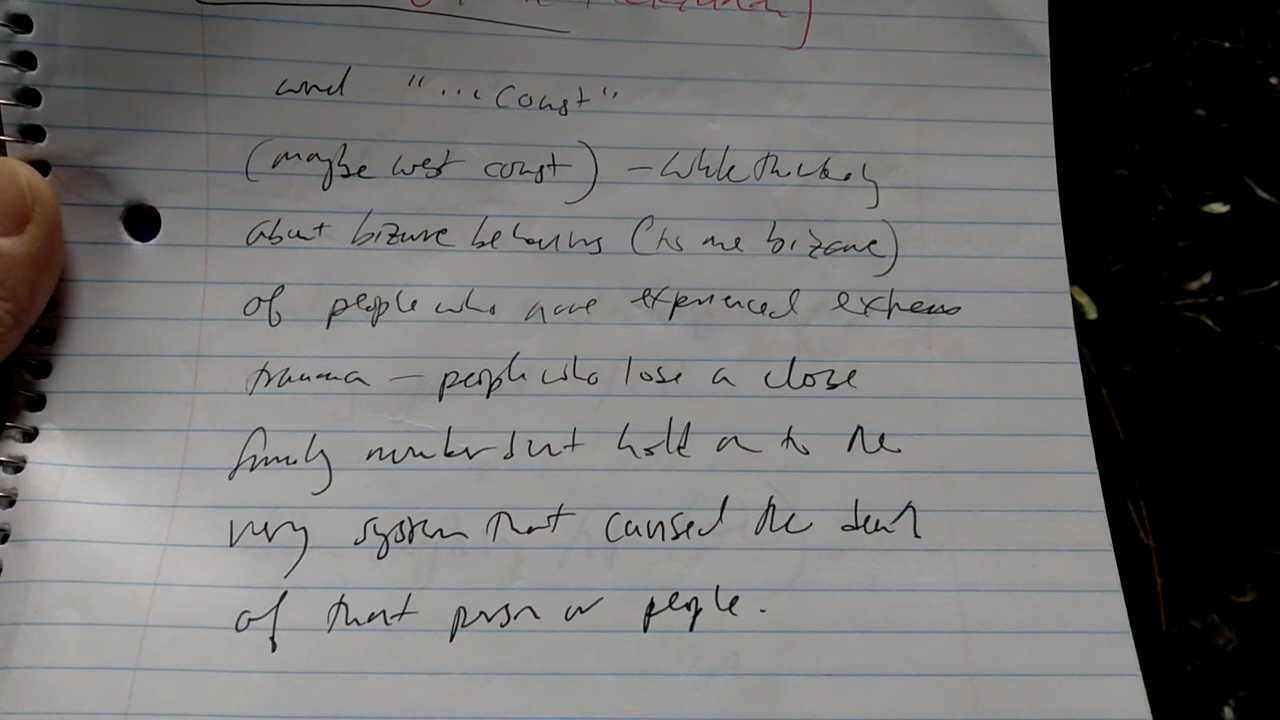 and "... coast"
(maybe west coast) - while thinking
about bizarre behaviors (to me bizarre)
of people who have experienced extreme
trauma - people who lose a close
family member but hold on to the
very system that caused the death
of that person or people.